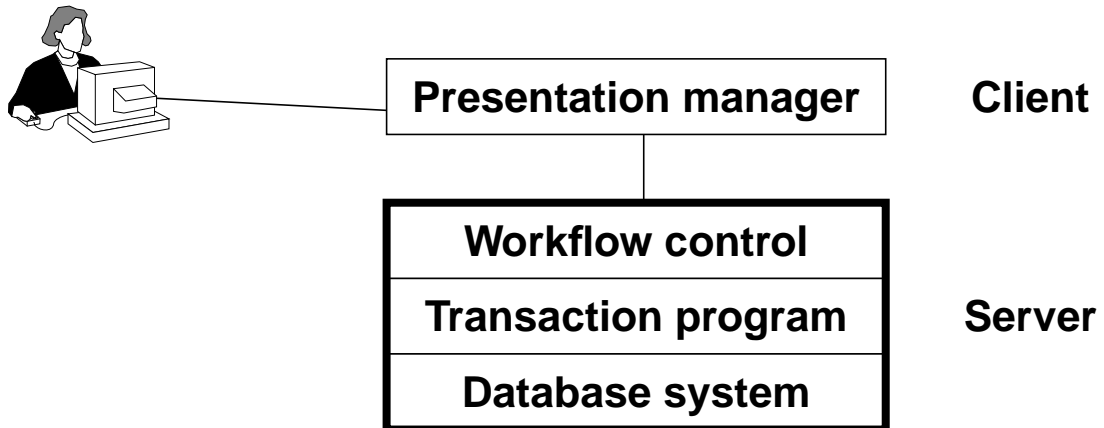 Presentation manager
Client
Workflow control
Transaction program
Server
Database system